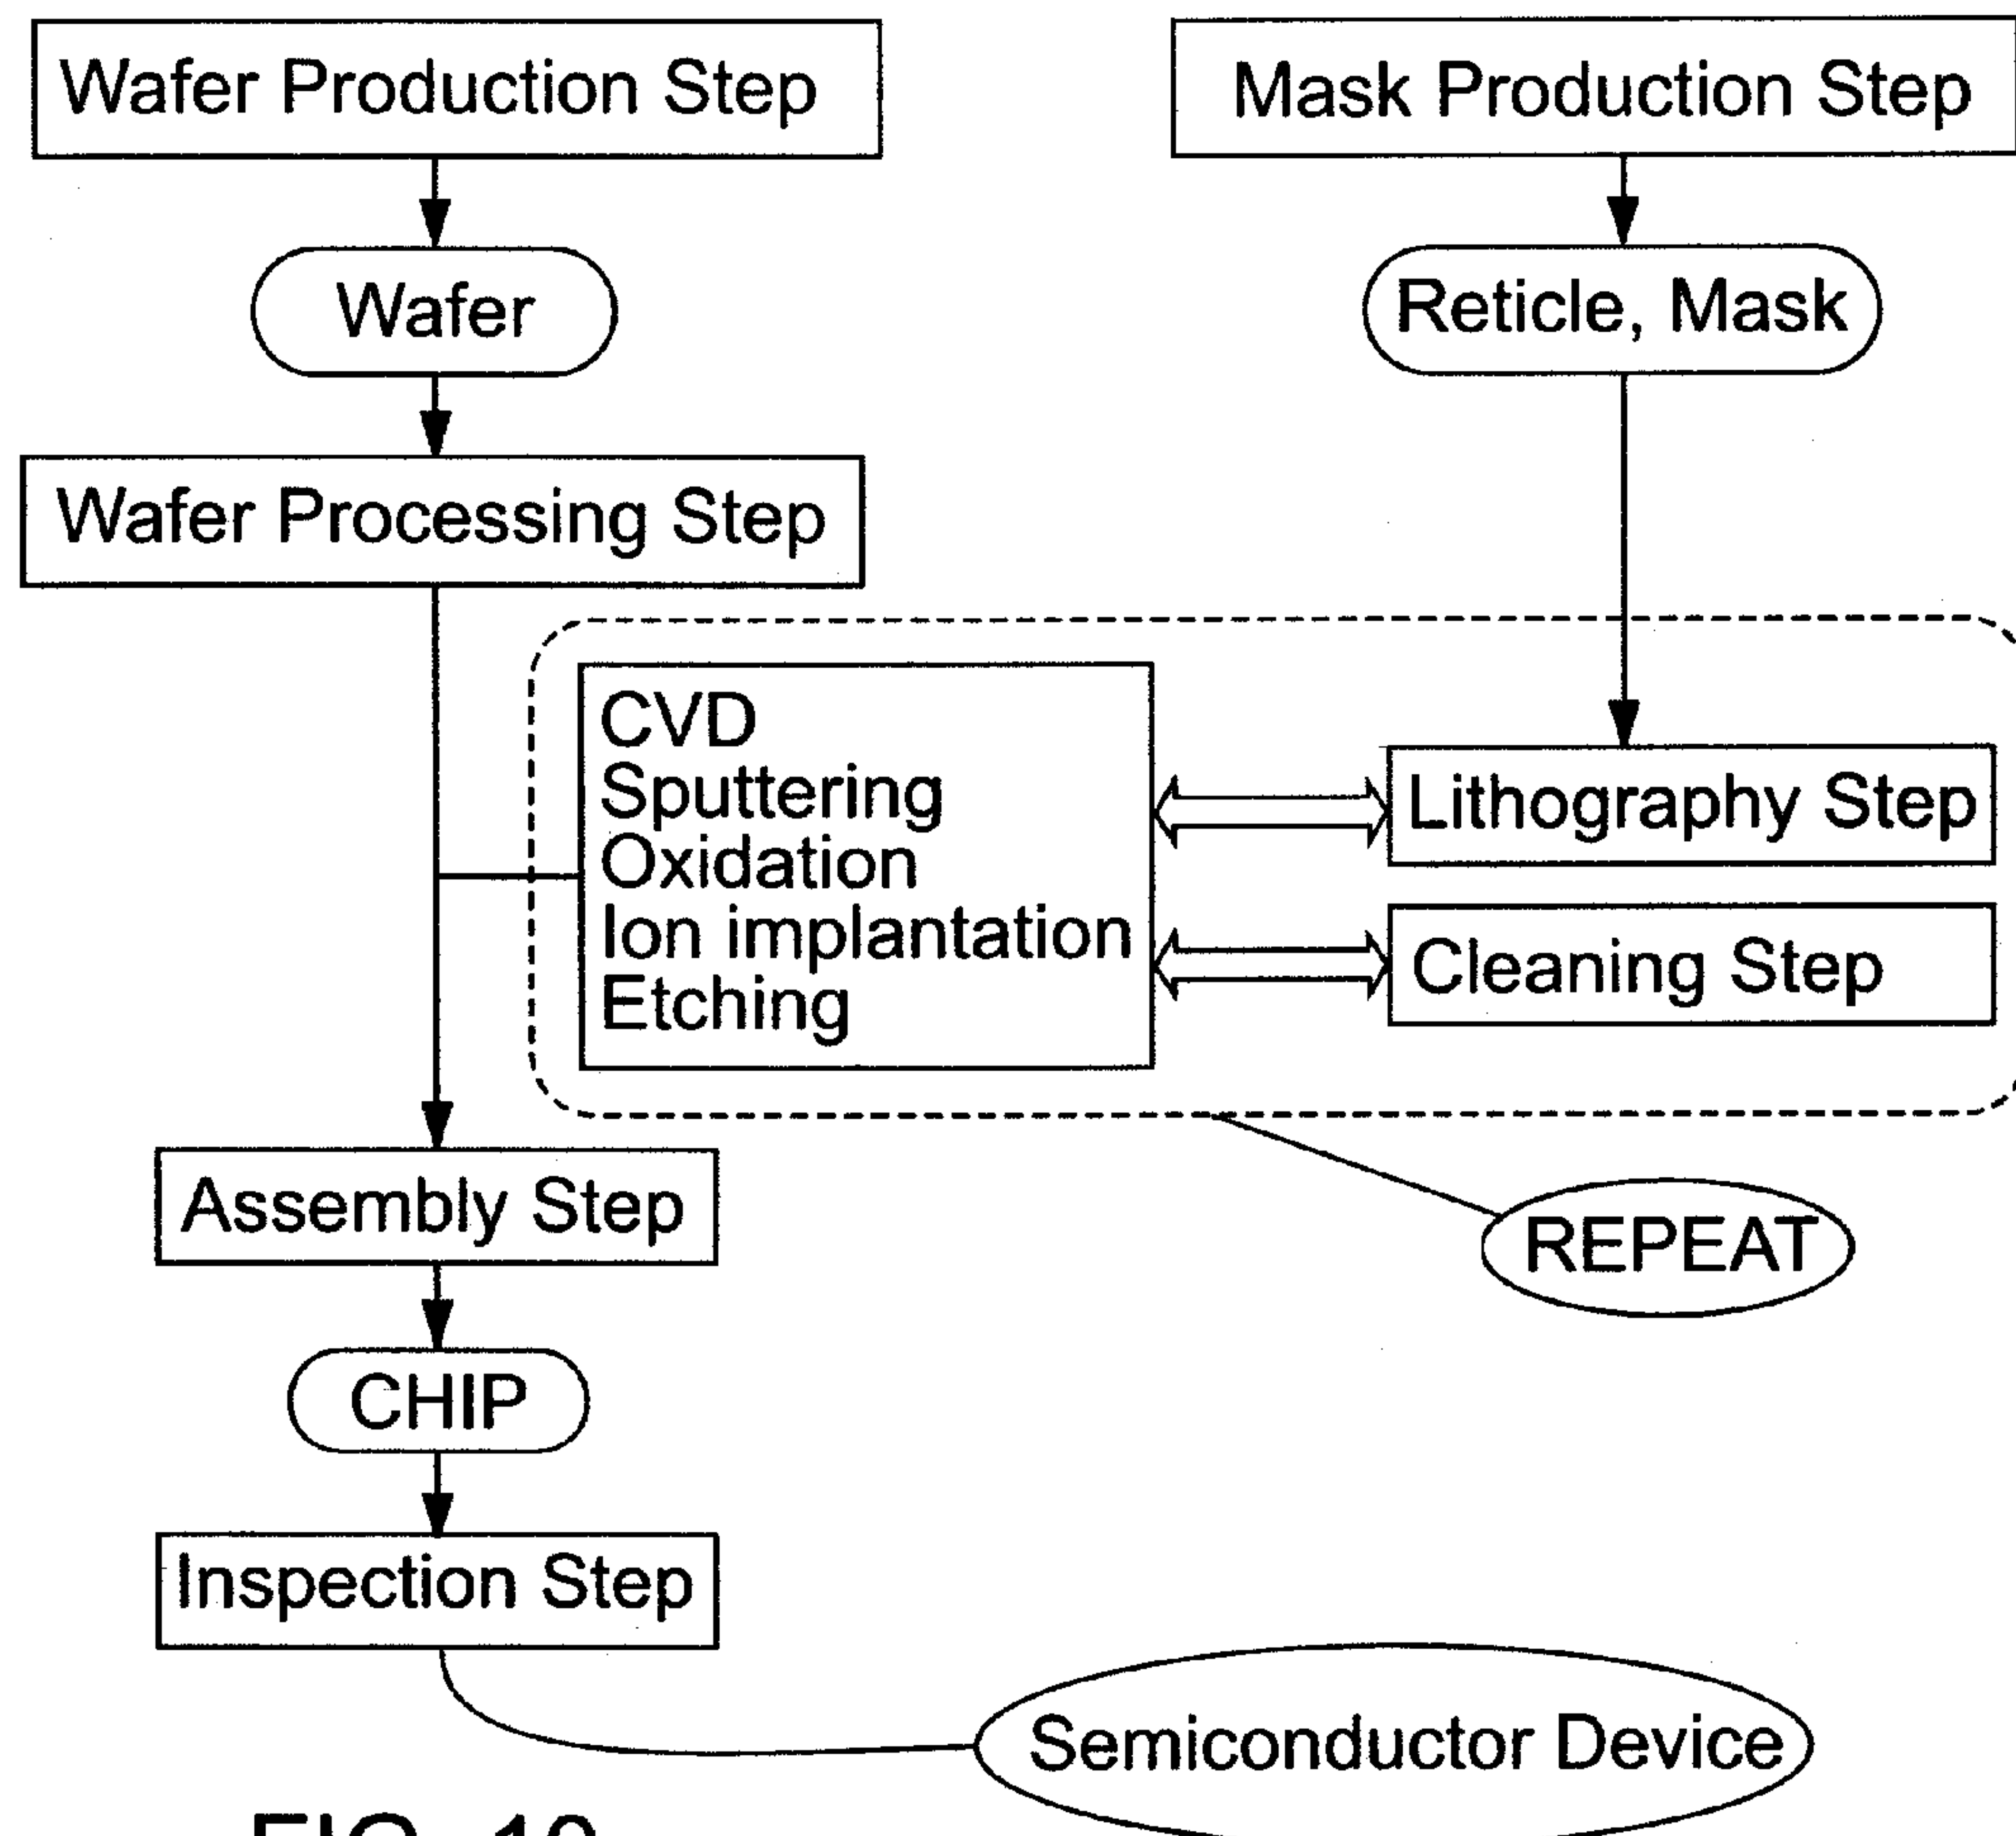 Wafer Production Step
Mask Production Step
Wafer
Reticle, Mask
Wafer Processing Step
CVD
Sputtering
Oxidation
Ion implantation
Etching
Lithography Step
Cleaning Step
Assembly Step
REPEAT
CHIP
Inspection Step
Semiconductor Device
FIG.